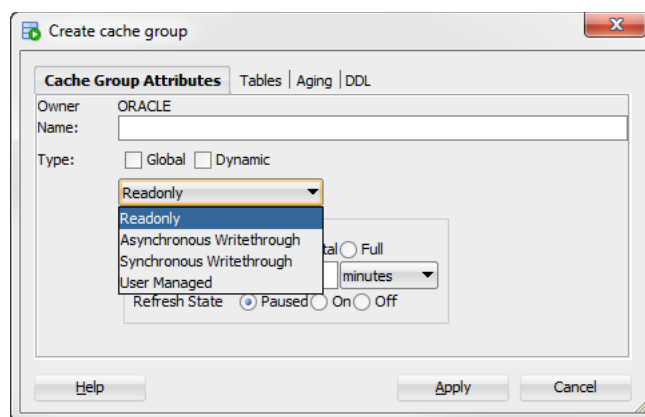 Create cache group
Cache Group Attributes Tables Aging DDL
Owner ORACLE
Name:
Type: Global Dynamic
Readonly
Readonly
Asynchronous Writethrough
Synchronous Writethrough
User Managed
Full
minutes
Refresh State Paused On Off
Help Apply Cancel